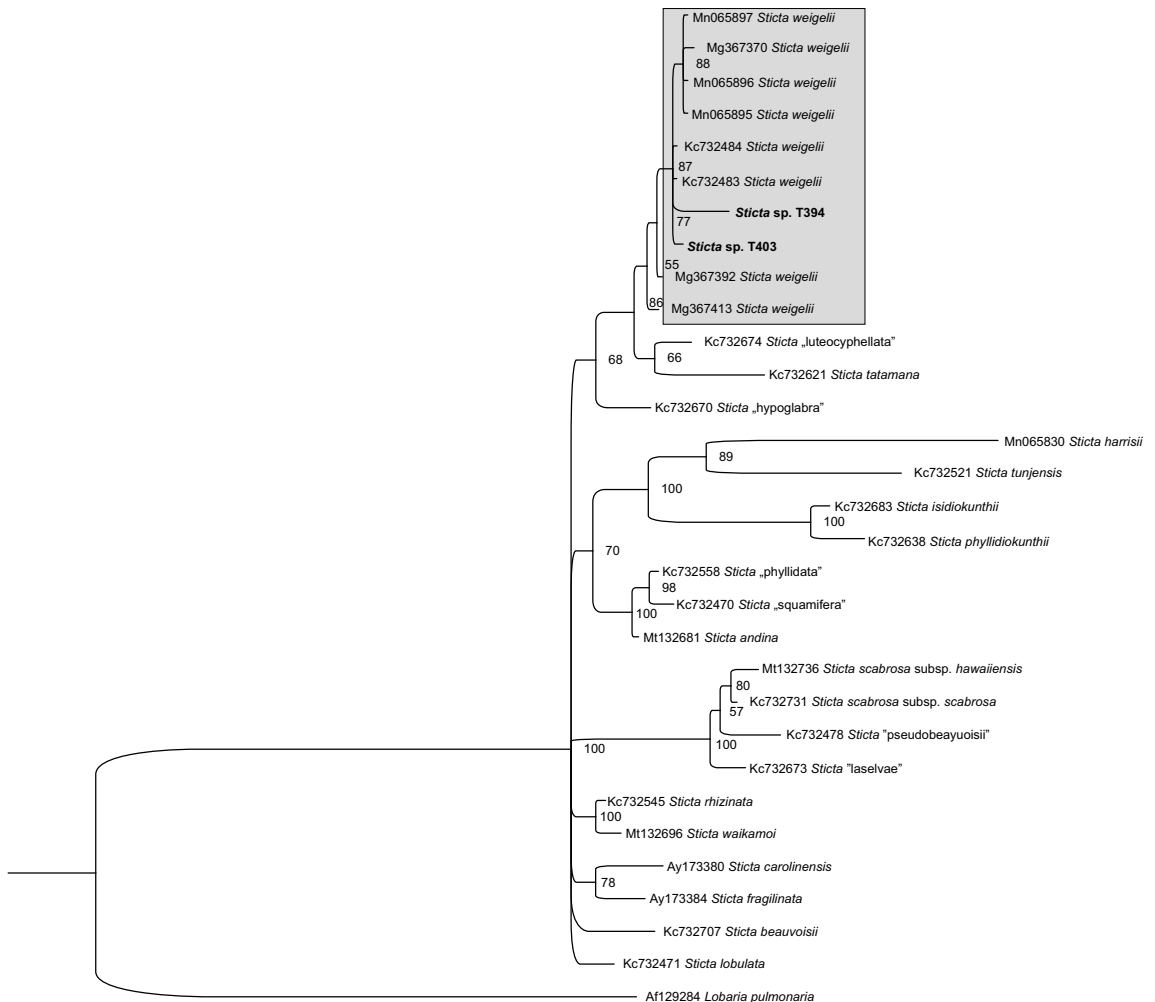 Mn065897 Sticta weigelii
Mg367370 Sticta weigelii
88
Mn065896 Sticta weigelii
Mn065895 Sticta weigelii
Kc732484 Sticta weigelii
87
Kc732483 Sticta weigelii
Sticta sp. T394
77
Sticta sp. T403
55
Mg367392 Sticta weigelii
86
Mg367413 Sticta weigelii
Kc732674 Sticta „luteocyphellata”
68
66
Kc732621 Sticta tatamana
Kc732670 Sticta „hypoglabra”
Mn065830 Sticta harrisii
89
Kc732521 Sticta tunjensis
100
Kc732683 Sticta isidiokunthii
100
Kc732638 Sticta phyllidiokunthii
70
Kc732558 Sticta „phyllidata”
98
Kc732470 Sticta „squamifera”
100
Mt132681 Sticta andina
Mt132736 Sticta scabrosa subsp. hawaiiensis
80
Kc732731 Sticta scabrosa subsp. scabrosa
57
Kc732478 Sticta ”pseudobeayuoisii”
100
100
Kc732673 Sticta ”laselvae”
Kc732545 Sticta rhizinata
100
Mt132696 Sticta waikamoi
Ay173380 Sticta carolinensis
78
Ay173384 Sticta fragilinata
Kc732707 Sticta beauvoisii
Kc732471 Sticta lobulata
Af129284 Lobaria pulmonaria